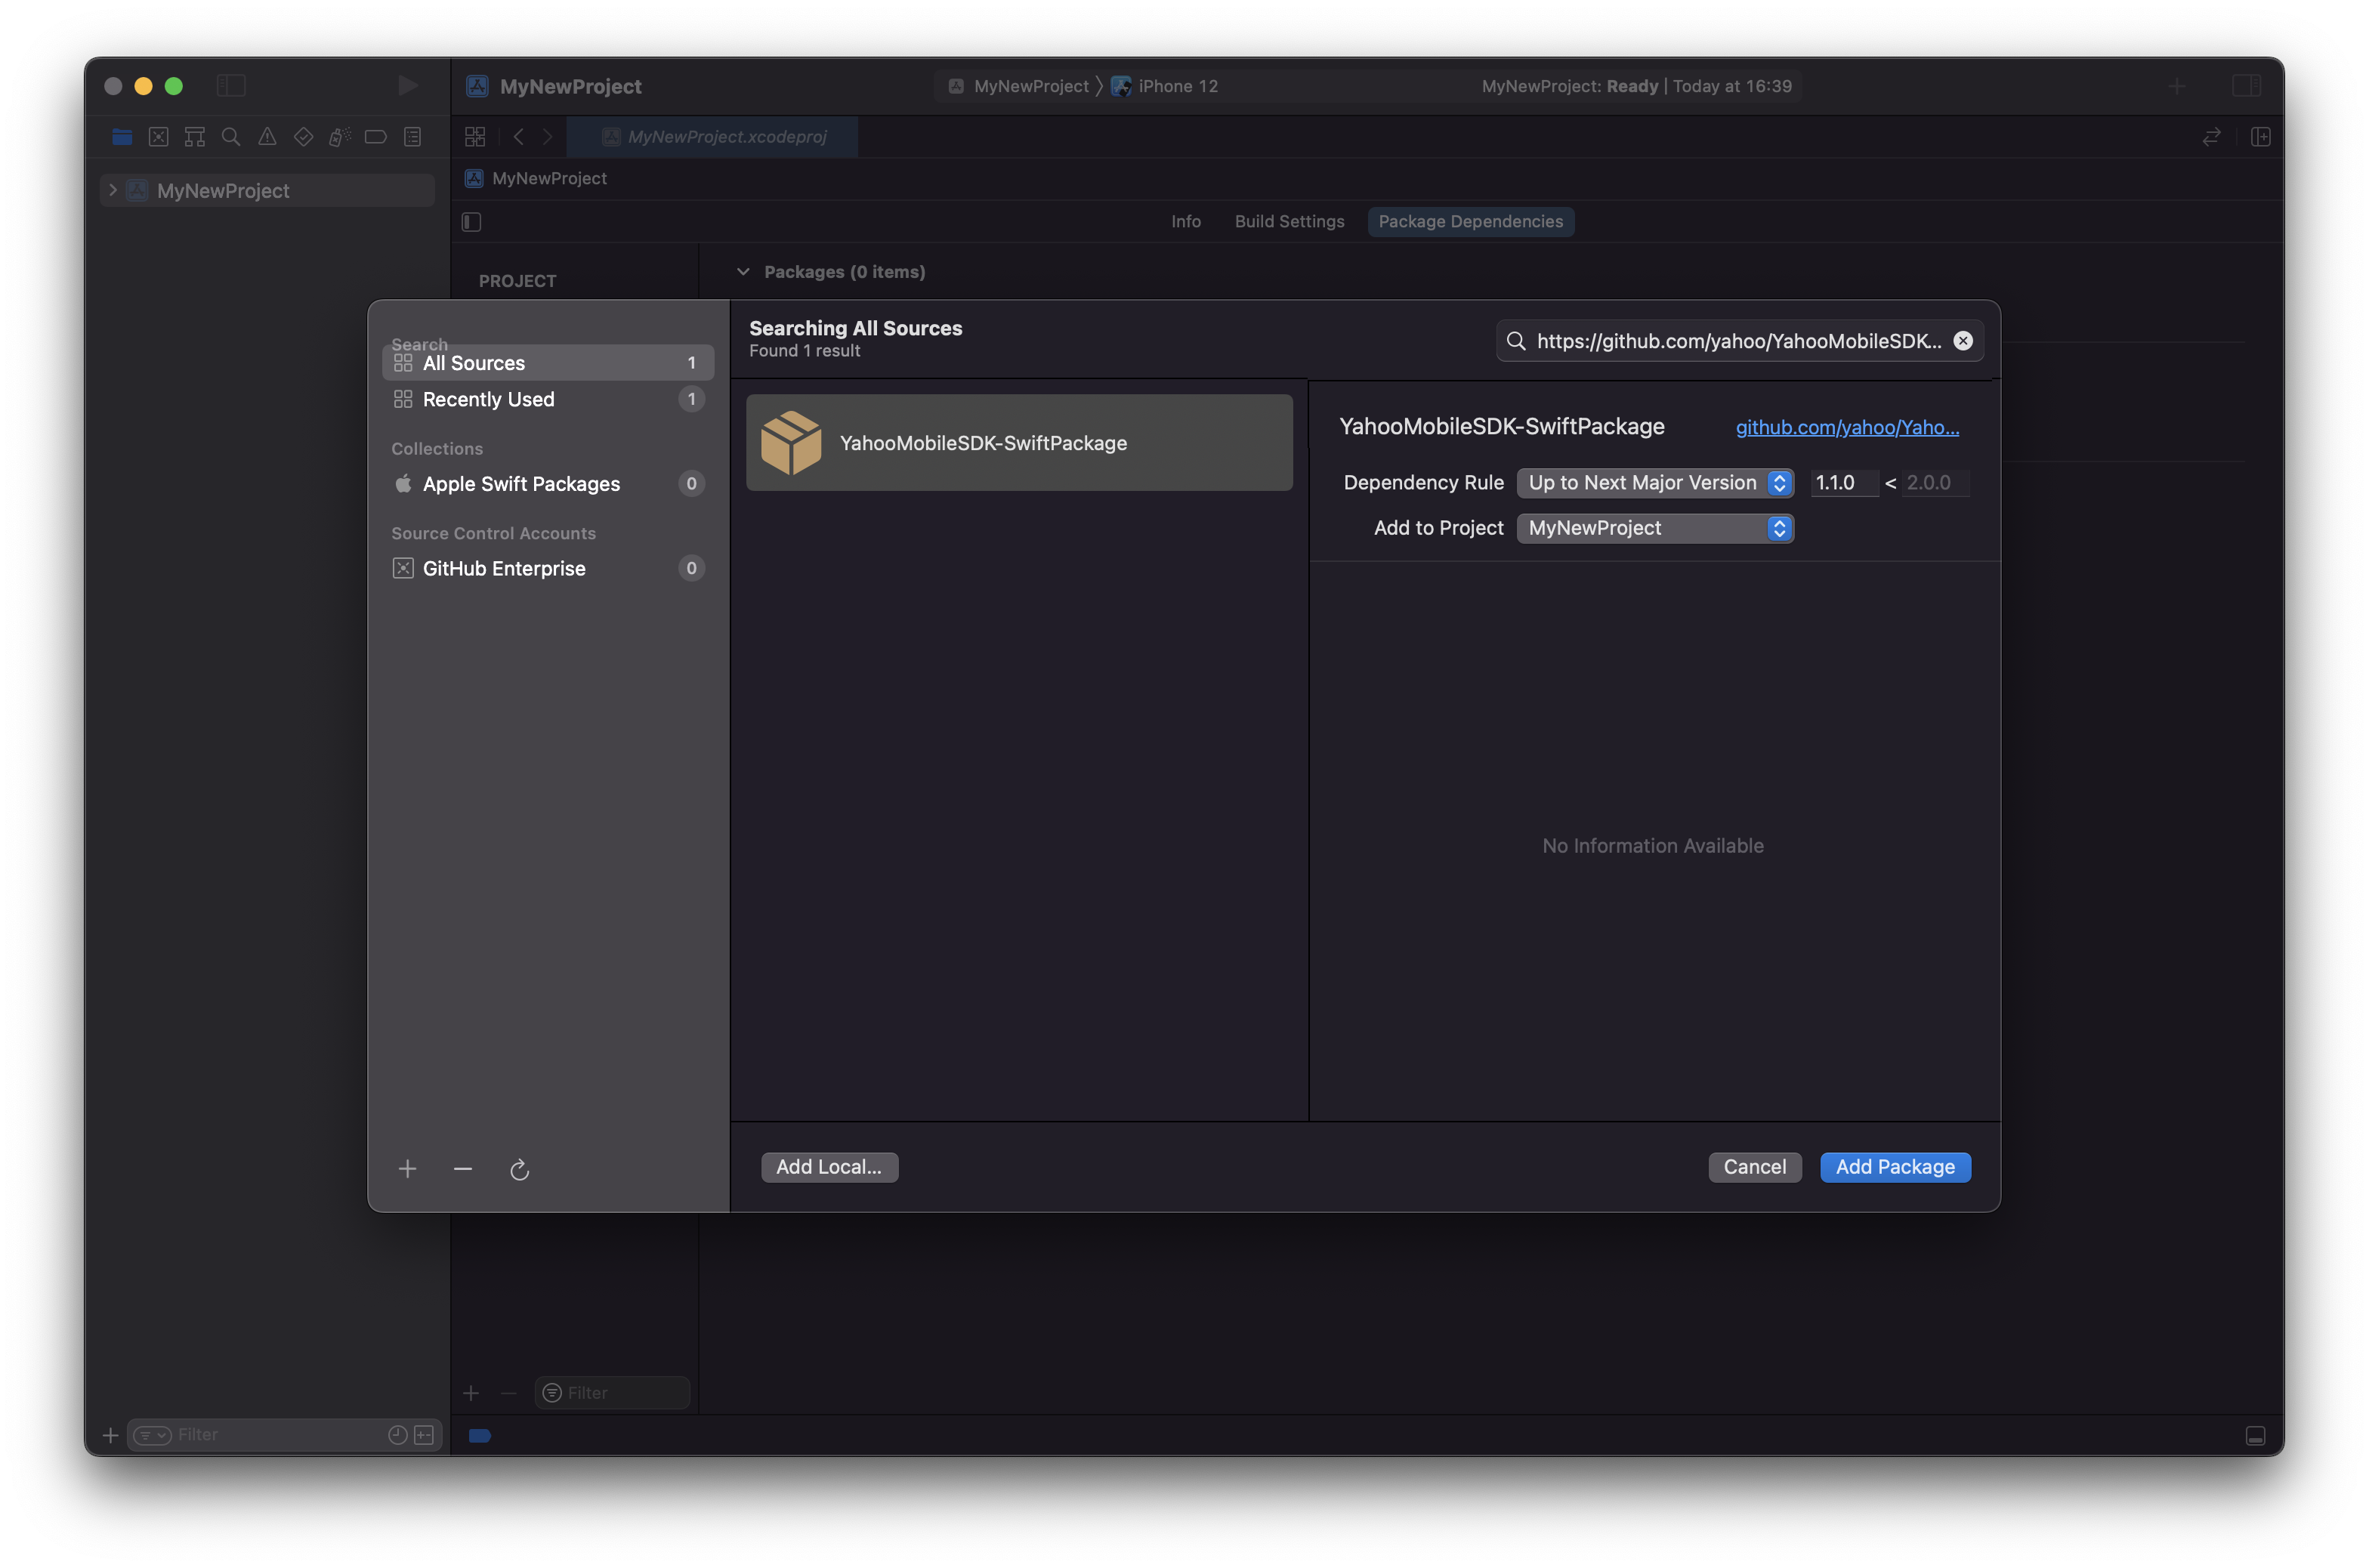 MyNewProject
MyNewProject 〉 iPhone 12
MyNewProject: Ready | Today at 16:39
MyNewProject.xcodeproj
MyNewProject
MyNewProject
Info
Build Settings
Package Dependencies
PROJECT
Packages (0 items)
Search
All Sources 1
Recently Used 1
Collections
Apple Swift Packages 0
Source Control Accounts
GitHub Enterprise 0
Searching All Sources
Found 1 result
https://github.com/yahoo/YahooMobileSDK...
YahooMobileSDK-SwiftPackage
YahooMobileSDK-SwiftPackage
github.com/yahoo/Yaho...
Dependency Rule Up to Next Major Version 1.1.0 < 2.0.0
Add to Project MyNewProject
No Information Available
Add Local...
Cancel
Add Package
Filter
Filter